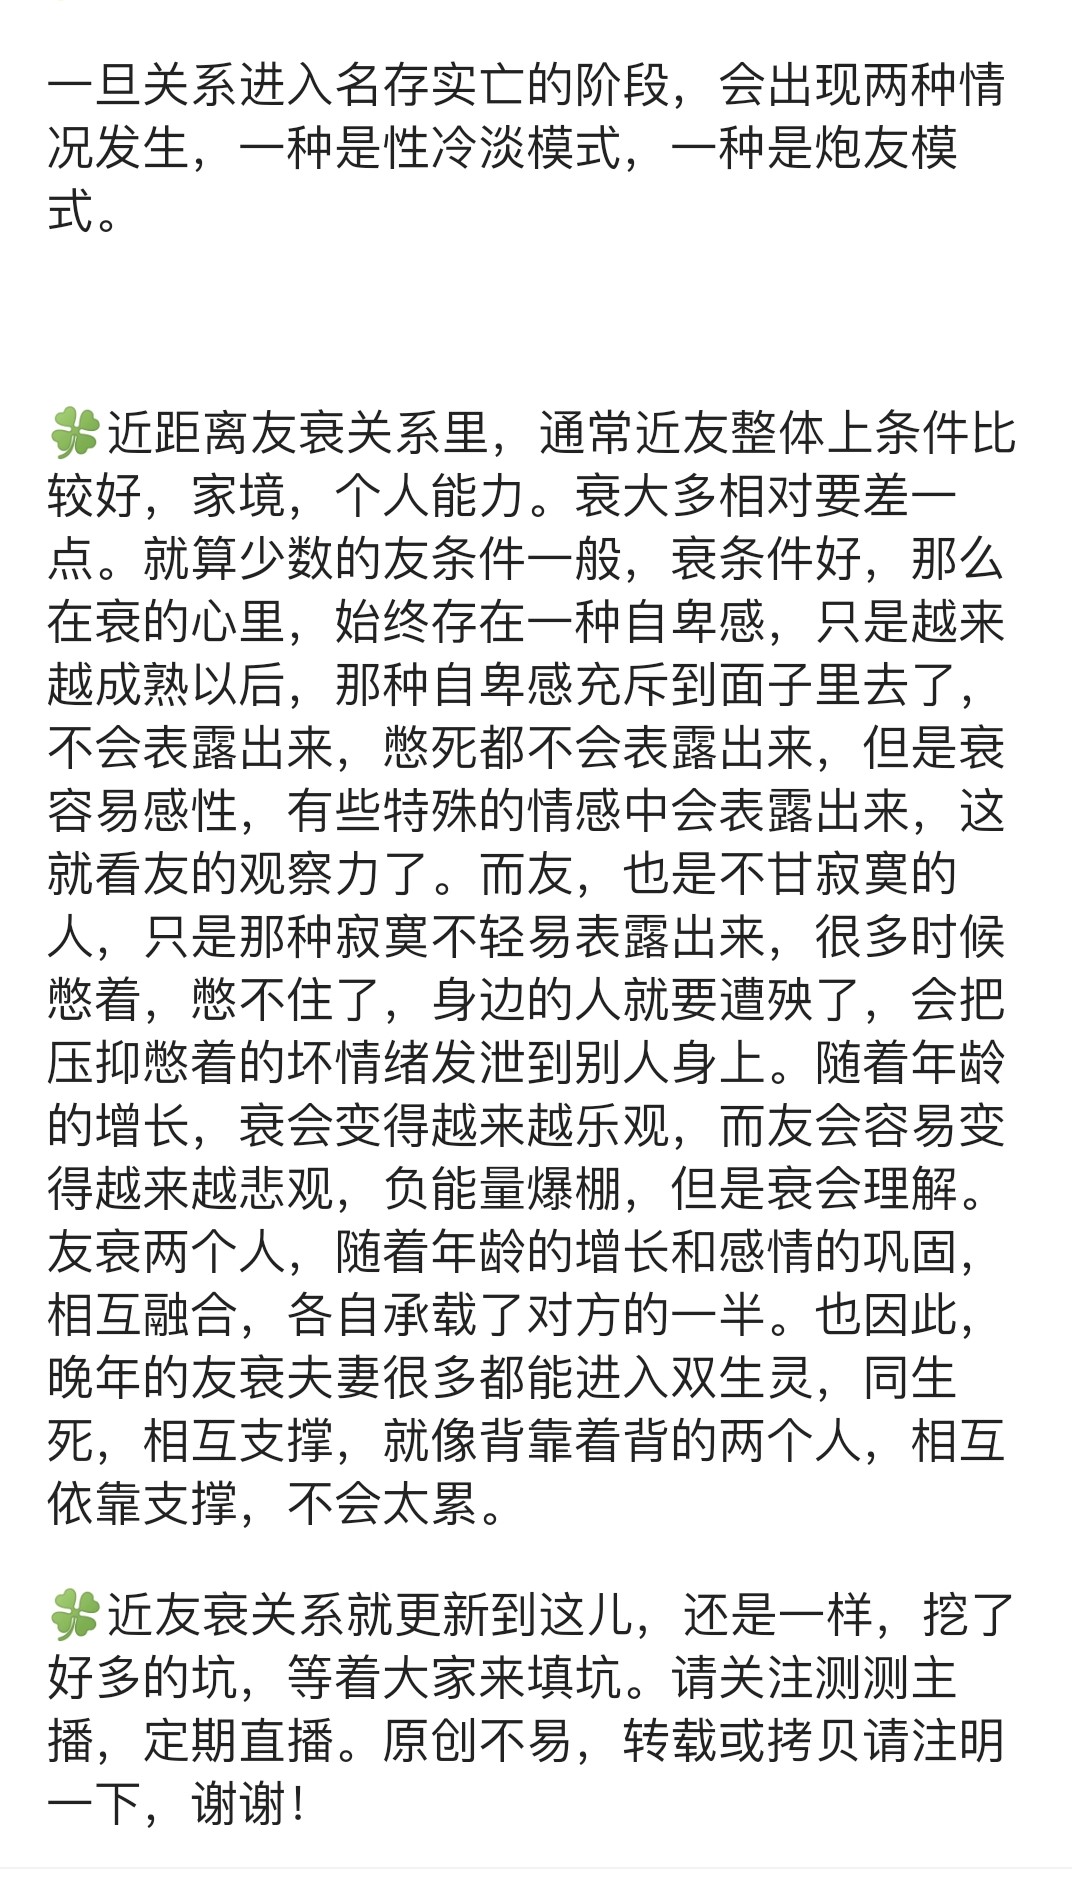 一旦关系进入名存实亡的阶段，会出现两种情
况发生，一种是性冷淡模式，一种是炮友模
式。
🍀近距离友衰关系里，通常近友整体上条件比
较好，家境，个人能力。衰大多相对要差一
点。就算少数的友条件一般，衰条件好，那么
在衰的心里，始终存在一种自卑感，只是越来
越成熟以后，那种自卑感充斥到面子里去了，
不会表露出来，憋死都不会表露出来，但是衰
容易感性，有些特殊的情感中会表露出来，这
就看友的观察力了。而友，也是不甘寂寞的
人，只是那种寂寞不轻易表露出来，很多时候
憋着，憋不住了，身边的人就要遭殃了，会把
压抑憋着的坏情绪发泄到别人身上。随着年龄
的增长，衰会变得越来越乐观，而友会容易变
得越来越悲观，负能量爆棚，但是衰会理解。
友衰两个人，随着年龄的增长和感情的巩固，
相互融合，各自承载了对方的一半。也因此，
晚年的友衰夫妻很多都能进入双生灵，同生
死，相互支撑，就像背靠着背的两个人，相互
依靠支撑，不会太累。
🍀近友衰关系就更新到这儿，还是一样，挖了
好多的坑，等着大家来填坑。请关注测测主
播，定期直播。原创不易，转载或拷贝请注明
一下，谢谢！